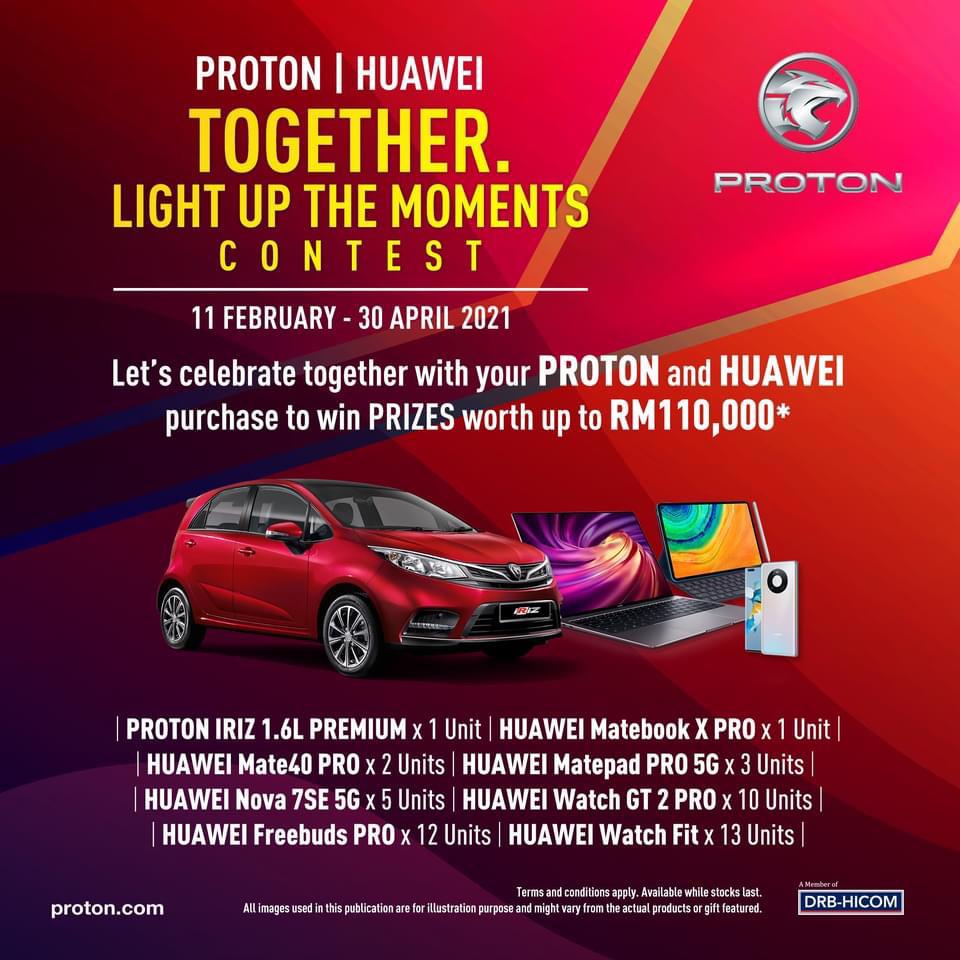 PROTON | HUAWEI
TOGETHER.
LIGHT UP THE MOMENTS
CONTEST
11 FEBRUARY - 30 APRIL 2021
PROTON
Let's celebrate together with your PROTON and HUAWEI
purchase to win PRIZES worth up to RM110,000*
IRIZ
| PROTON IRIZ 1.6L PREMIUM x 1 Unit | HUAWEI Matebook X PRO x 1 Unit |
| HUAWEI Mate40 PRO x 2 Units | HUAWEI Matepad PRO 5G x 3 Units |
| HUAWEI Nova 7SE 5G x 5 Units | HUAWEI Watch GT 2 PRO x 10 Units |
| HUAWEI Freebuds PRO x 12 Units | HUAWEI Watch Fit x 13 Units |
proton.com
Terms and conditions apply. Available while stocks last.
All images used in this publication are for illustration purpose and might vary from the actual products or gift featured.
A Member of
DRB-HICOM